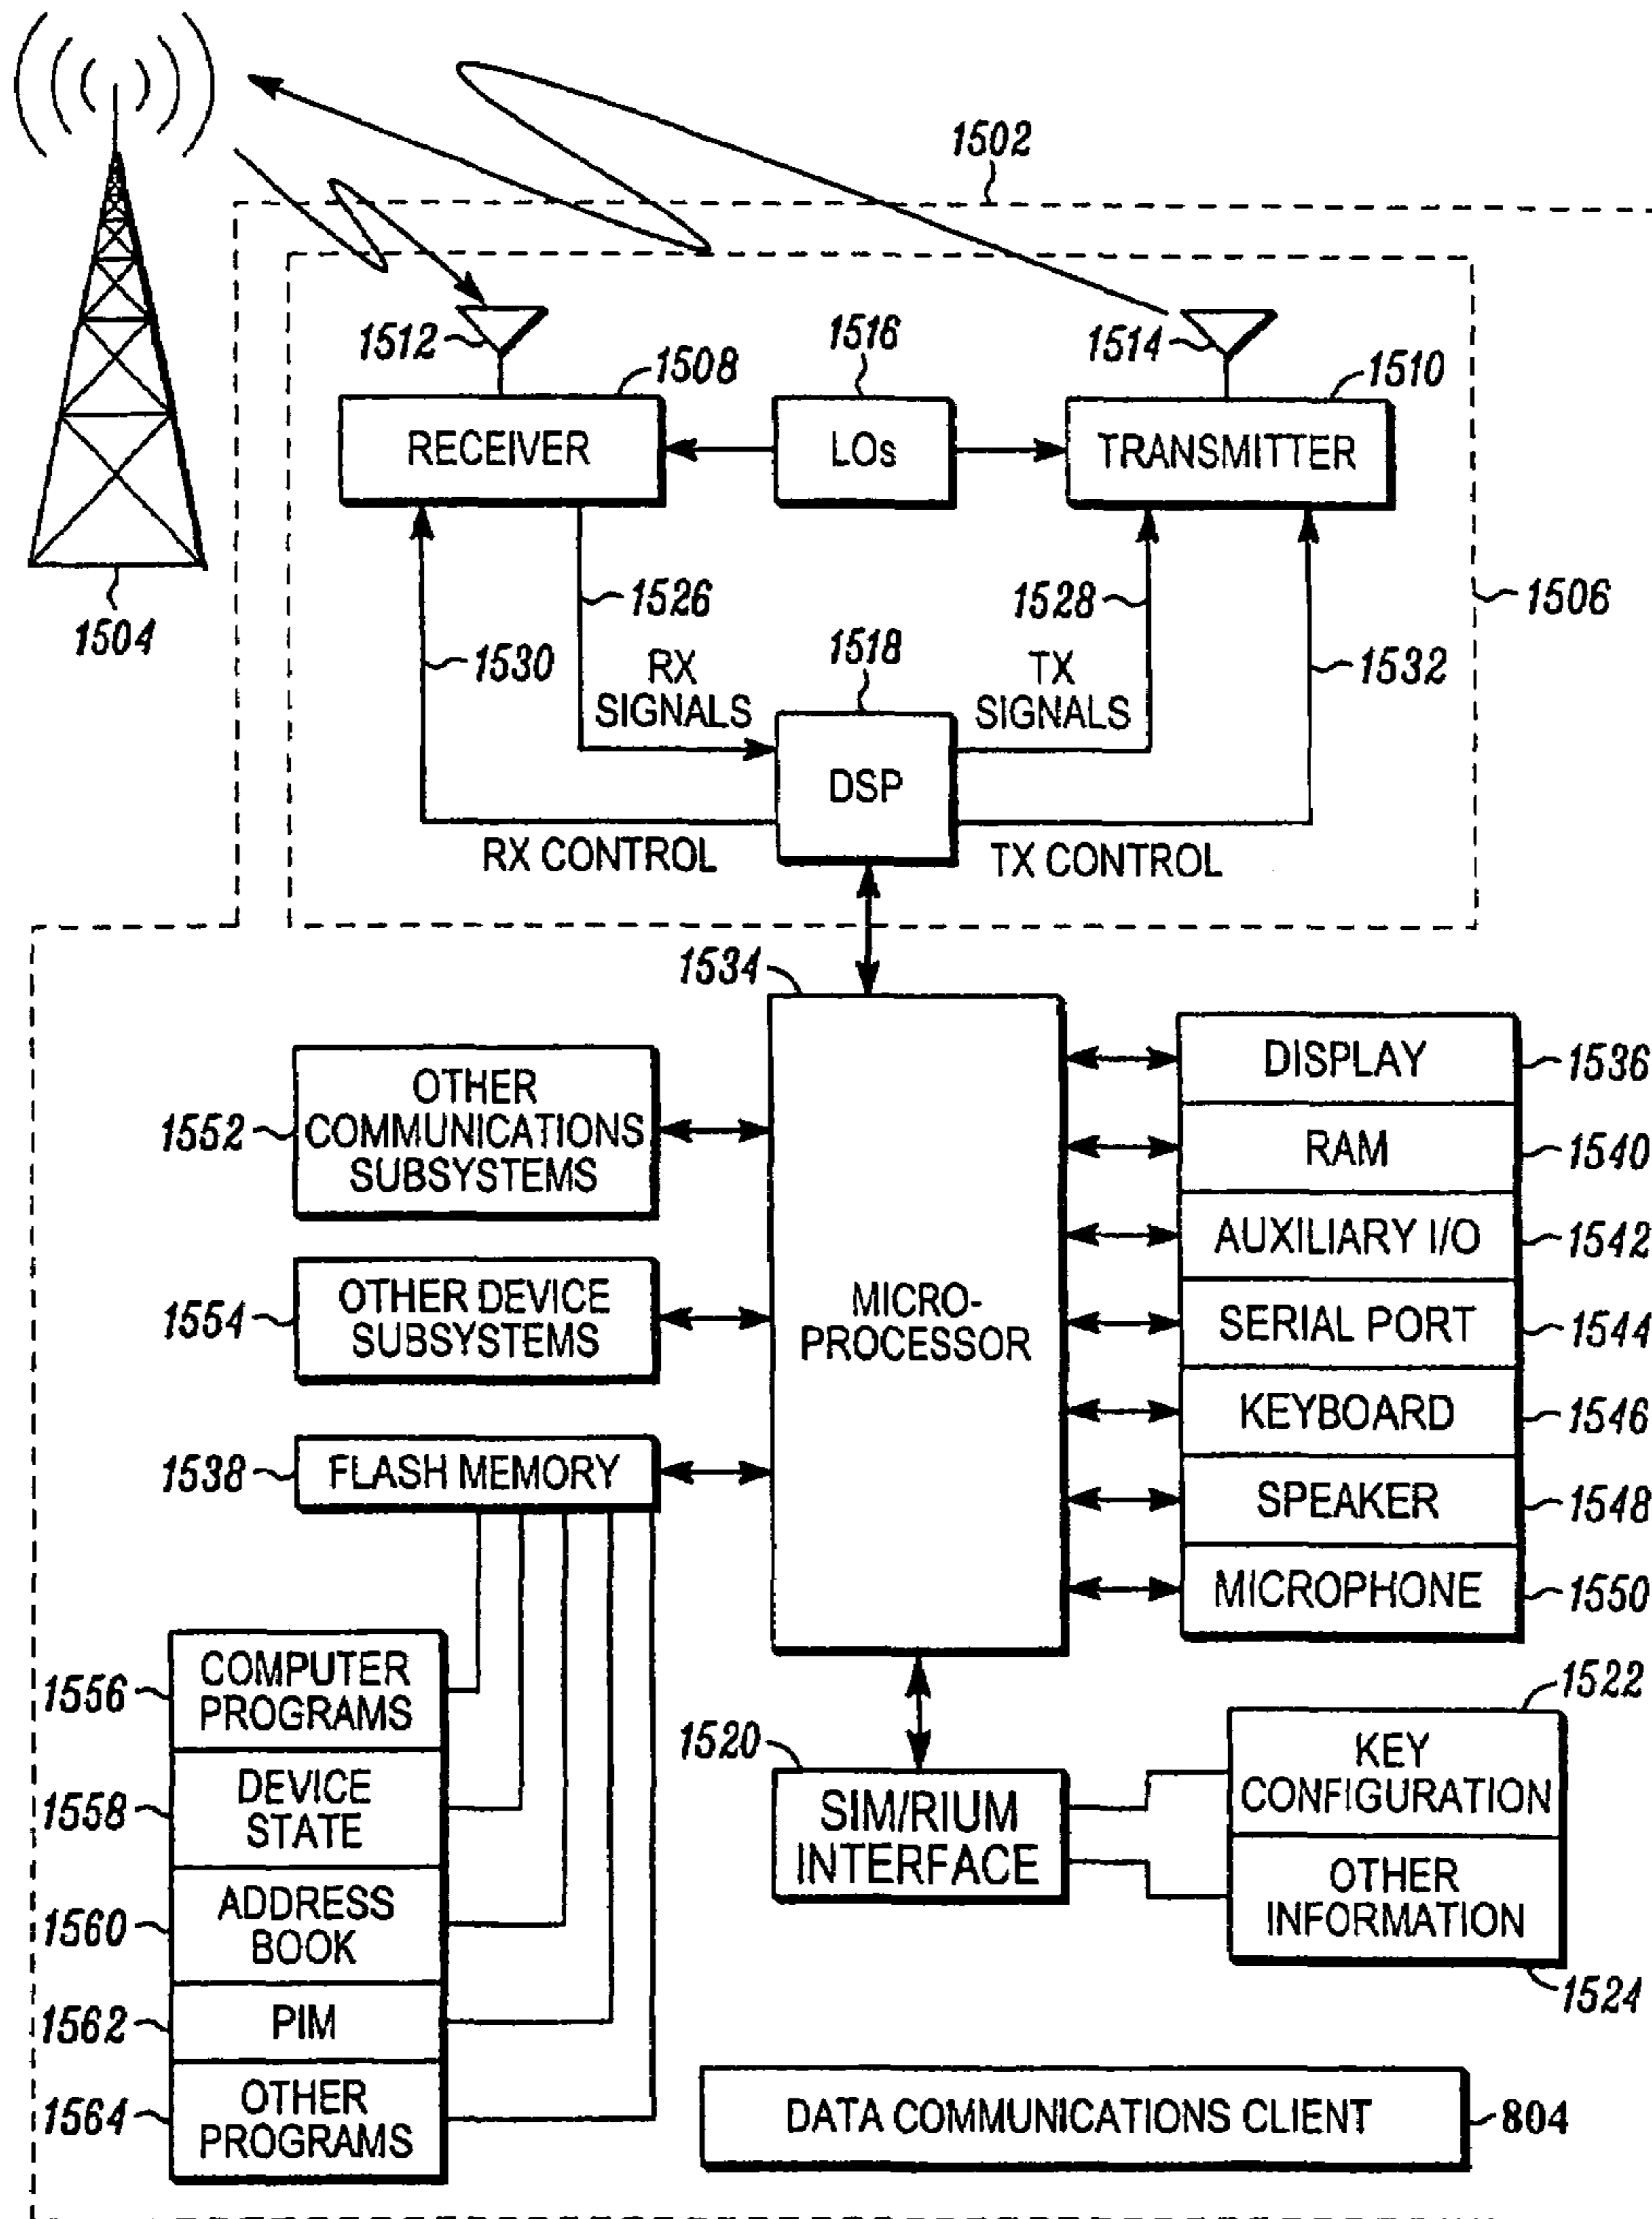 1502
1512
1508
1516
1514
1510
RECEIVER
LOs
TRANSMITTER
1504
1526
1528
1506
1530
RX
SIGNALS
1518
TX
SIGNALS
1532
DSP
RX CONTROL
TX CONTROL
1534
OTHER
COMMUNICATIONS
SUBSYSTEMS
1552
OTHER DEVICE
SUBSYSTEMS
1554
FLASH MEMORY
1538
MICRO-
PROCESSOR
DISPLAY
1536
RAM
1540
AUXILIARY I/O
1542
SERIAL PORT
1544
KEYBOARD
1546
SPEAKER
1548
MICROPHONE
1550
1556
COMPUTER
PROGRAMS
1558
DEVICE
STATE
1560
ADDRESS
BOOK
1562
PIM
1564
OTHER
PROGRAMS
1520
SIM/RIUM
INTERFACE
1522
KEY
CONFIGURATION
OTHER
INFORMATION
1524
DATA COMMUNICATIONS CLIENT
804